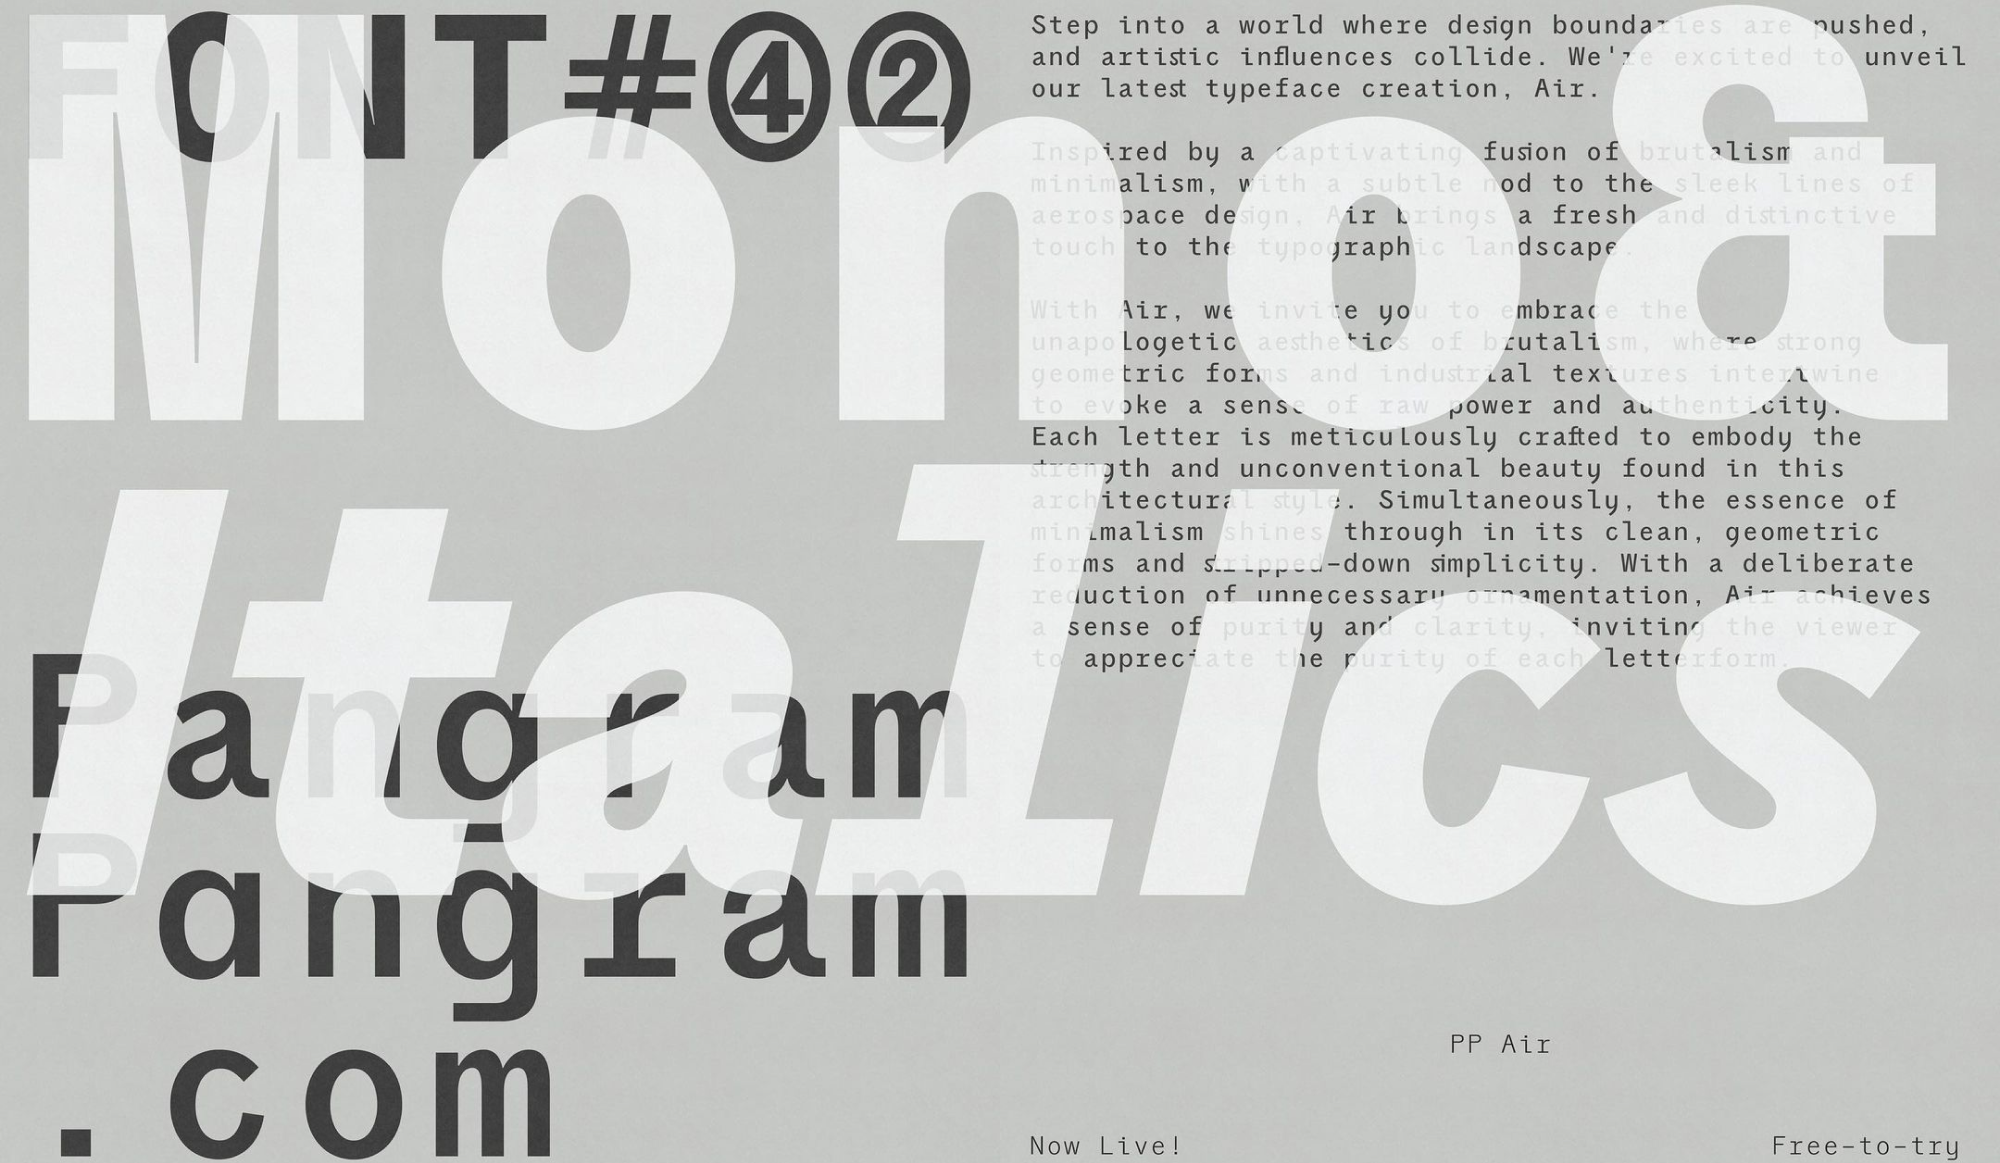 FONT#④②
Step into a world where design boundaries are pushed,
and artistic influences collide. We're excited to unveil
our latest typeface creation, Air.
Inspired by a captivating fusion of brutalism and
minimalism, with a subtle nod to the sleek lines of
aerospace design, Air brings a fresh and distinctive
touch to the typographic landscape.
With Air, we invite you to embrace the
unapologetic aesthetics of brutalism, where strong
geometric forms and industrial textures intertwine
to evoke a sense of raw power and authenticity.
Each letter is meticulously crafted to embody the
strength and unconventional beauty found in this
architectural style. Simultaneously, the essence of
minimalism shines through in its clean, geometric
forms and stripped-down simplicity. With a deliberate
reduction of unnecessary ornamentation, Air achieves
a sense of purity and clarity, inviting the viewer
to appreciate the purity of each letterform.
Mono&
Italics
Pangram
Pangram
.com
PP Air
Now Live!
Free-to-try